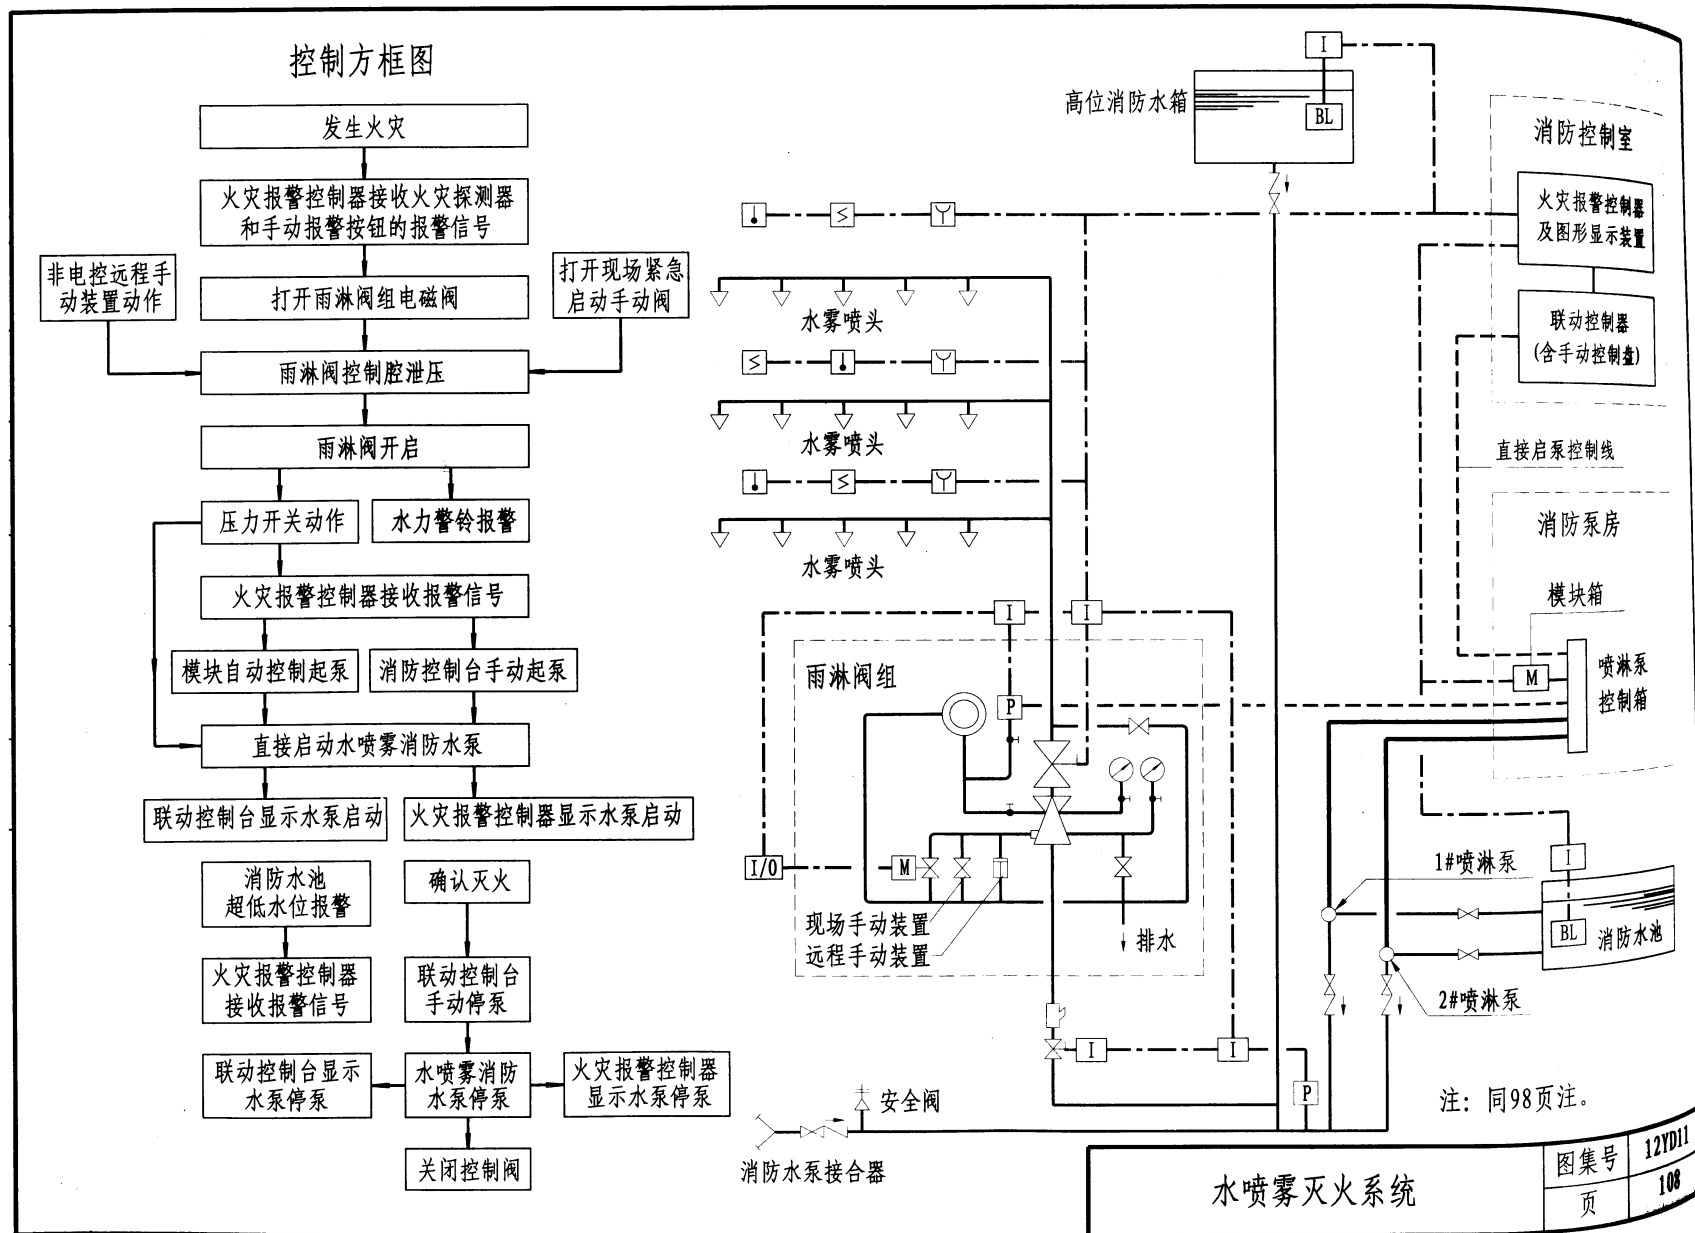 控制方框图
发生火灾
火灾报警控制器接收火灾探测器
和手动报警按钮的报警信号
非电控远程手
动装置动作
打开雨淋阀组电磁阀
打开现场紧急
启动手动阀
雨淋阀控制腔泄压
雨淋阀开启
压力开关动作
水力警铃报警
火灾报警控制器接收报警信号
模块自动控制起泵
消防控制台手动起泵
直接启动水喷雾消防水泵
联动控制台显示水泵启动
火灾报警控制器显示水泵启动
消防水池
超低水位报警
确认灭火
火灾报警控制器
接收报警信号
联动控制台
手动停泵
联动控制台显示
水泵停泵
水喷雾消防
水泵停泵
火灾报警控制器
显示水泵停泵
关闭控制阀
I
高位消防水箱
BL
消防控制室
火灾报警控制器
及图形显示装置
联动控制器
(含手动控制盘)
水雾喷头
水雾喷头
水雾喷头
直接启泵控制线
消防泵房
模块箱
M
喷淋泵
控制箱
I
I
雨淋阀组
P
I/O
M
现场手动装置
远程手动装置
排水
1#喷淋泵
I
BL
消防水池
2#喷淋泵
I
I
P
安全阀
消防水泵接合器
注：同98页注。
水喷雾灭火系统
图集号
12YD11
页
108